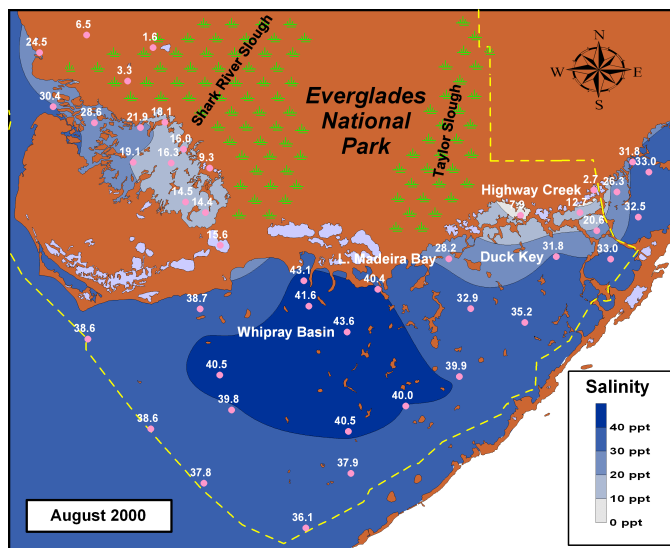 6.5
1.6
24.5
3.3
30.4
28.6
21.9
18.1
16.0
19.1
16.3
9.3
14.5
14.4
15.6
Shark River Slough
Everglades
National
Park
Taylor Slough
N
W
E
S
31.8
33.0
2.7
26.3
Highway Creek
7.9
12.7
32.5
20.6
L. Madeira Bay
28.2
Duck Key
31.8
33.0
43.1
40.4
38.7
41.6
32.9
35.2
38.6
Whipray Basin
43.6
40.5
39.9
39.8
40.0
38.6
40.5
37.8
37.9
36.1
August 2000
Salinity
40 ppt
30 ppt
20 ppt
10 ppt
0 ppt